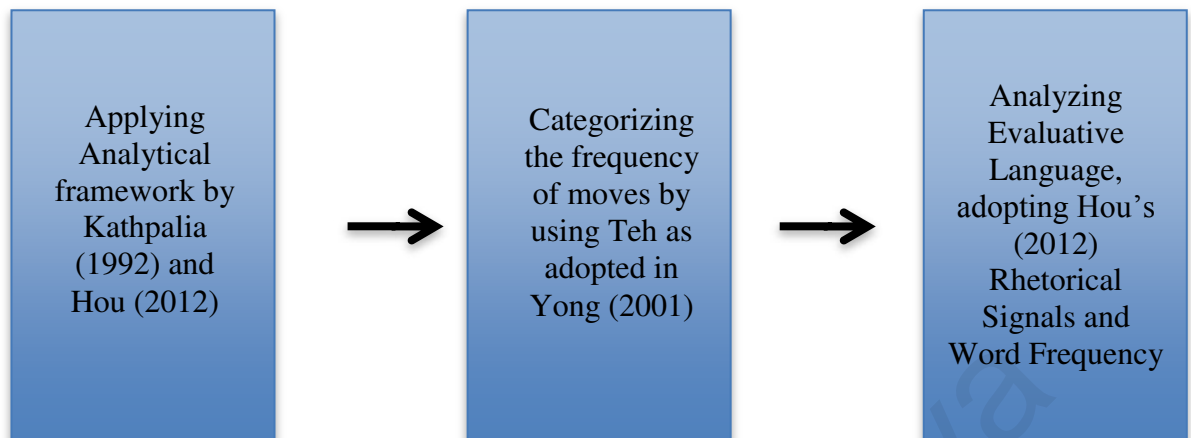 Applying
Analytical
framework by
Kathpalia
(1992) and
Hou (2012)
Categorizing
the frequency
of moves by
using Teh as
adopted in
Yong (2001)
Analyzing
Evaluative
Language,
adopting Hou's
(2012)
Rhetorical
Signals and
Word Frequency